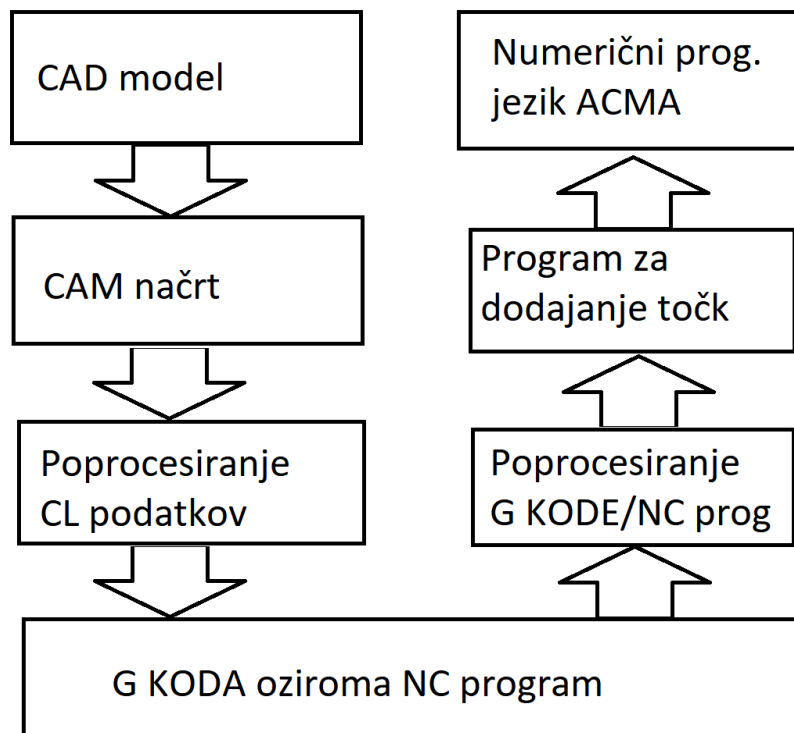 CAD model
CAM načrt
Poprocesiranje
CL podatkov
G KODA oziroma NC program
Poprocesiranje
G KODE/NC prog
Program za
dodajanje točk
Numerični prog.
jezik ACMA